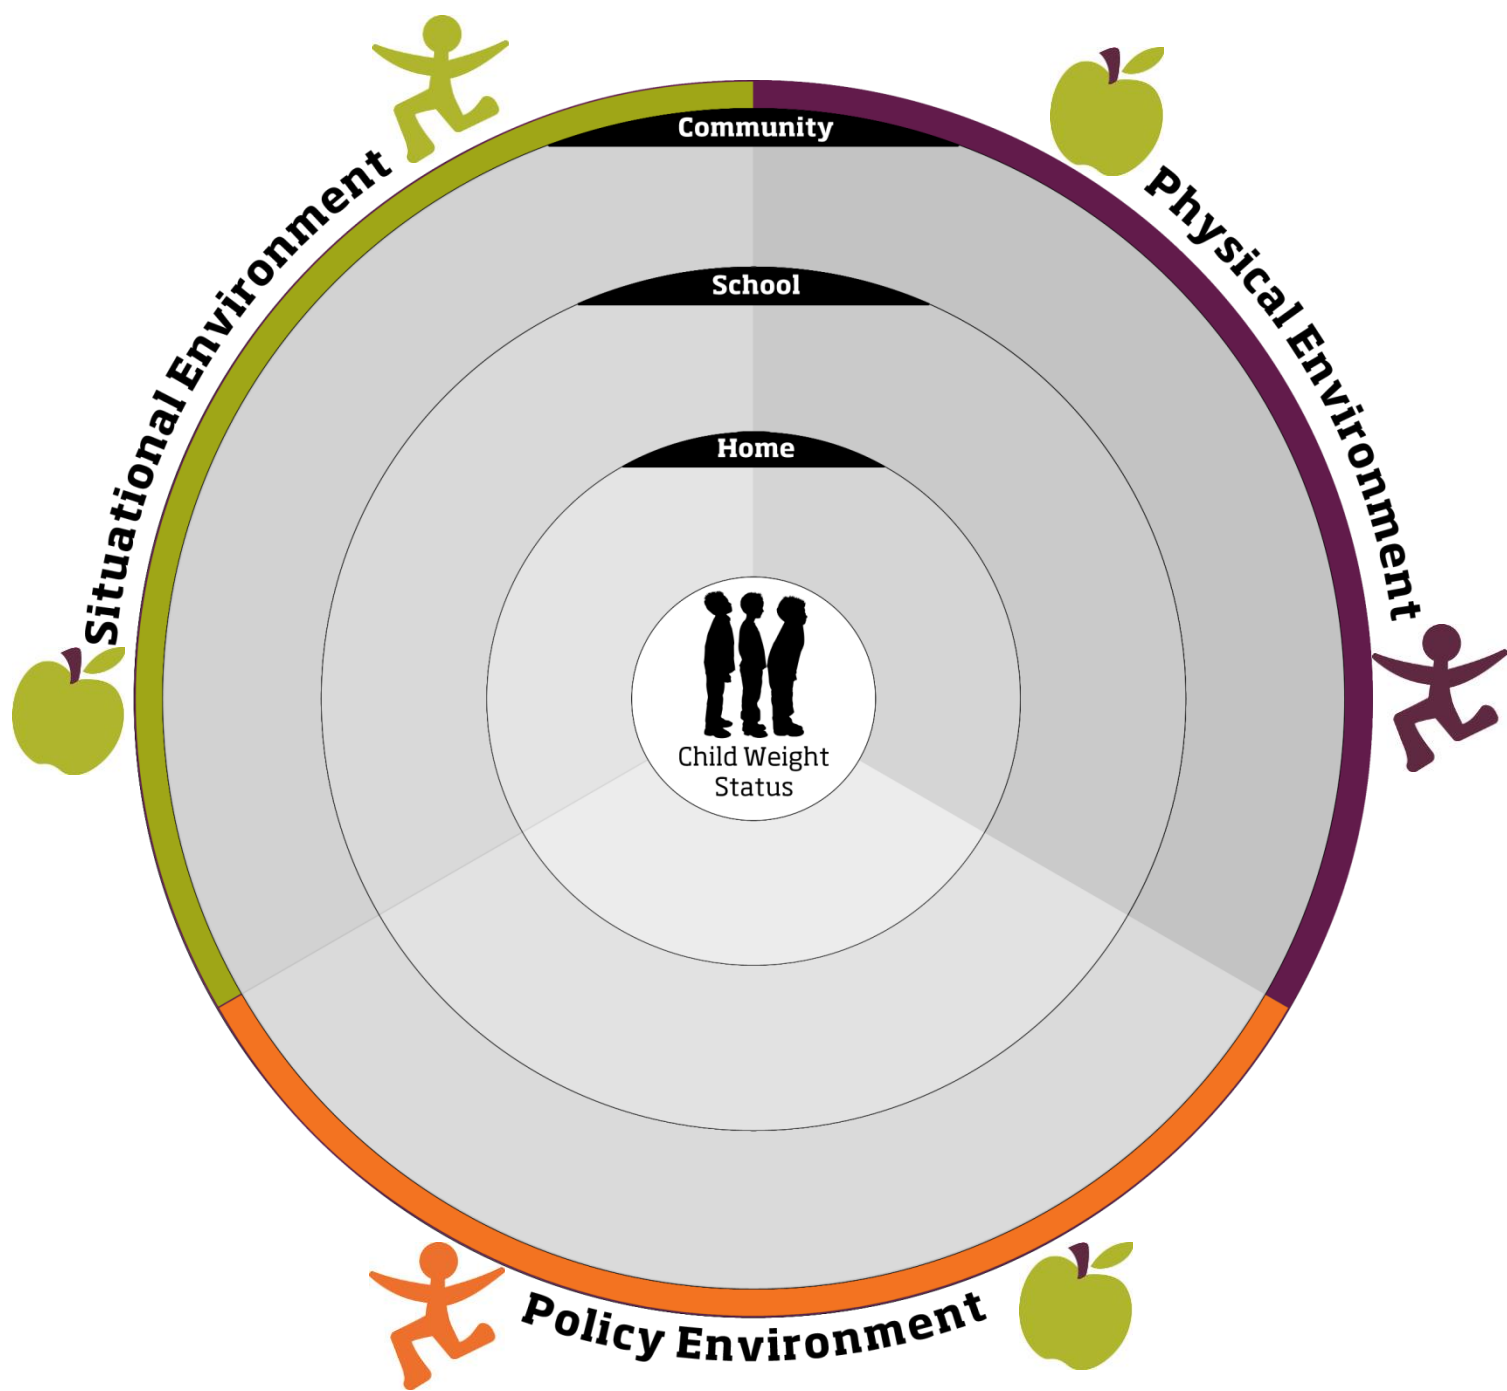 Community
School
Home
Child Weight
Status
Situational Environment
Physical Environment
Policy Environment